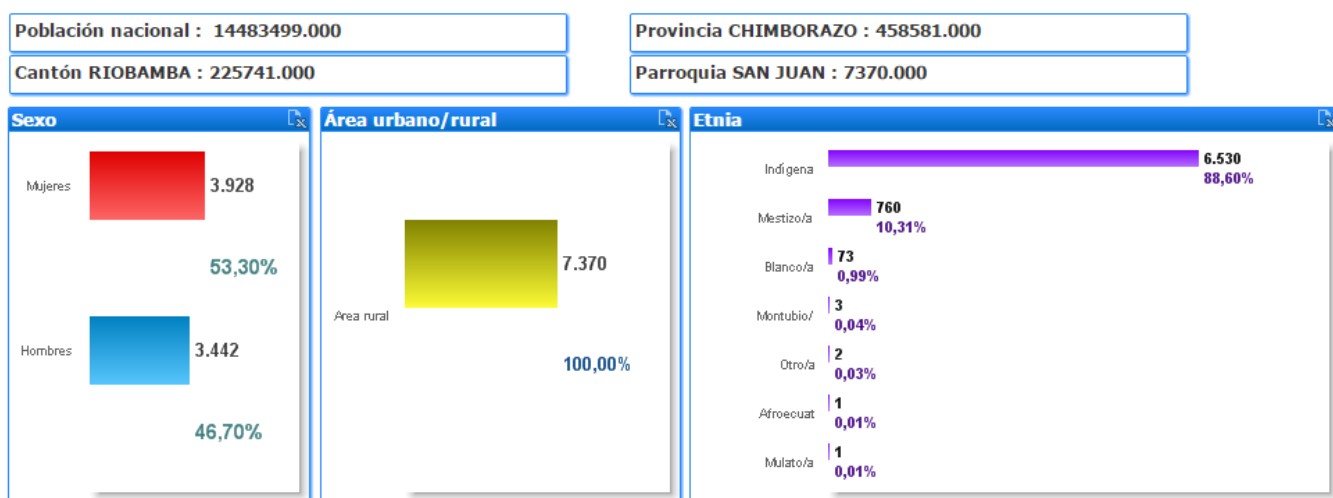 Población nacional : 14483499.000
Provincia CHIMBORAZO : 458581.000
Cantón RIOBAMBA : 225741.000
Parroquia SAN JUAN : 7370.000
Sexo
Mujeres
3.928
53,30%
Hombres
3.442
46,70%
Área urbano/rural
Area rural
7.370
100,00%
Etnia
Indígena
6.530
88,60%
Mestizo/a
760
10,31%
Blanco/a
73
0,99%
Montubio/
3
0,04%
Otro/a
2
0,03%
Afroecuat
1
0,01%
Mulato/a
1
0,01%